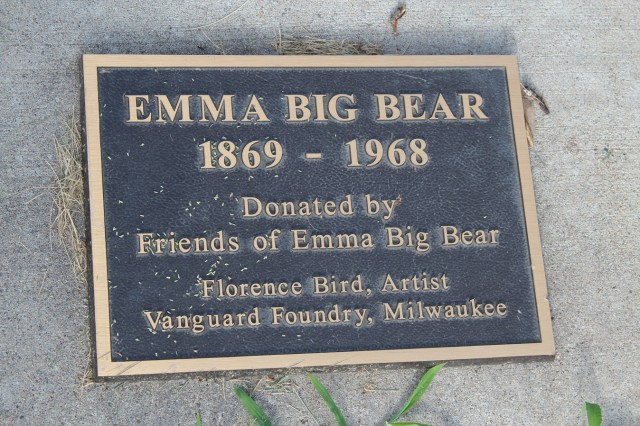 EMMA BIG BEAR
1869 - 1968
Donated by
Friends of Emma Big Bear
Florence Bird, Artist
Vanguard Foundry, Milwaukee